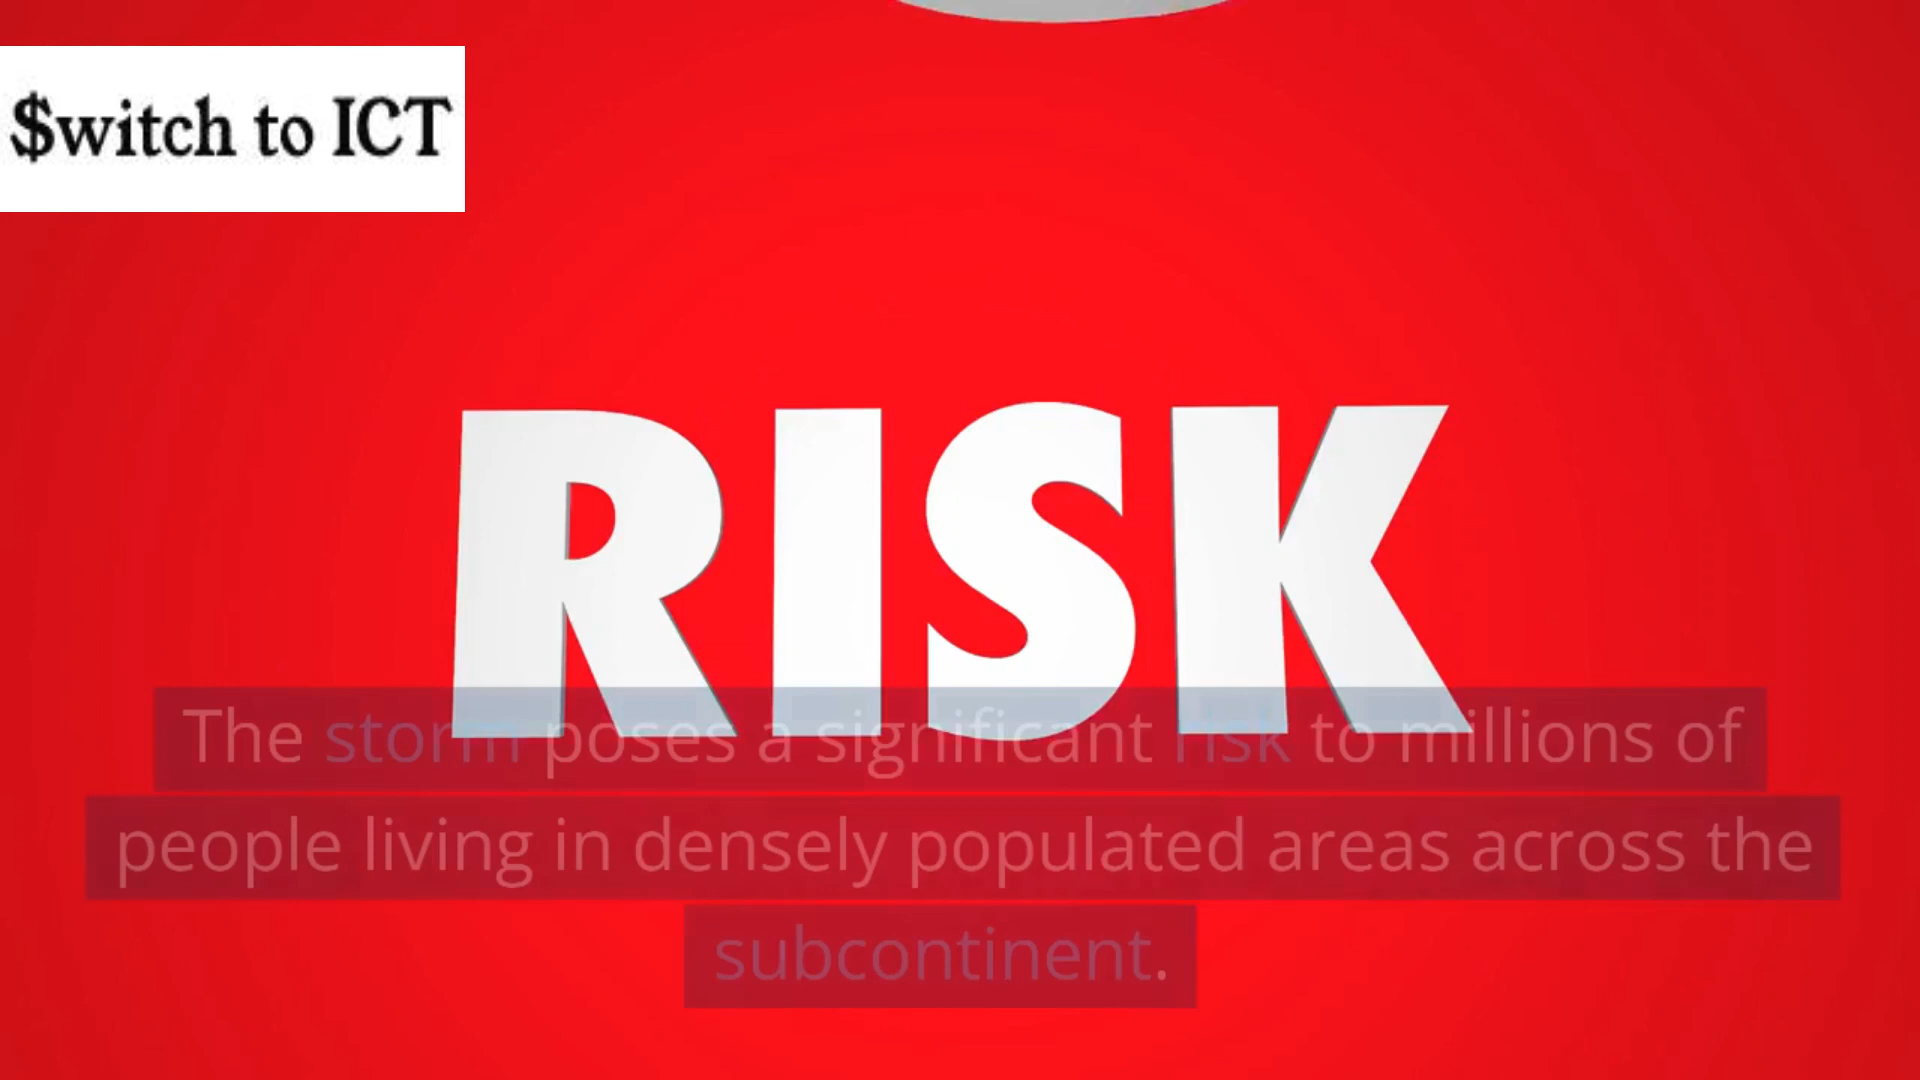 $witch to ICT
RISK
The storm poses a significant risk to millions of
people living in densely populated areas across the
subcontinent.